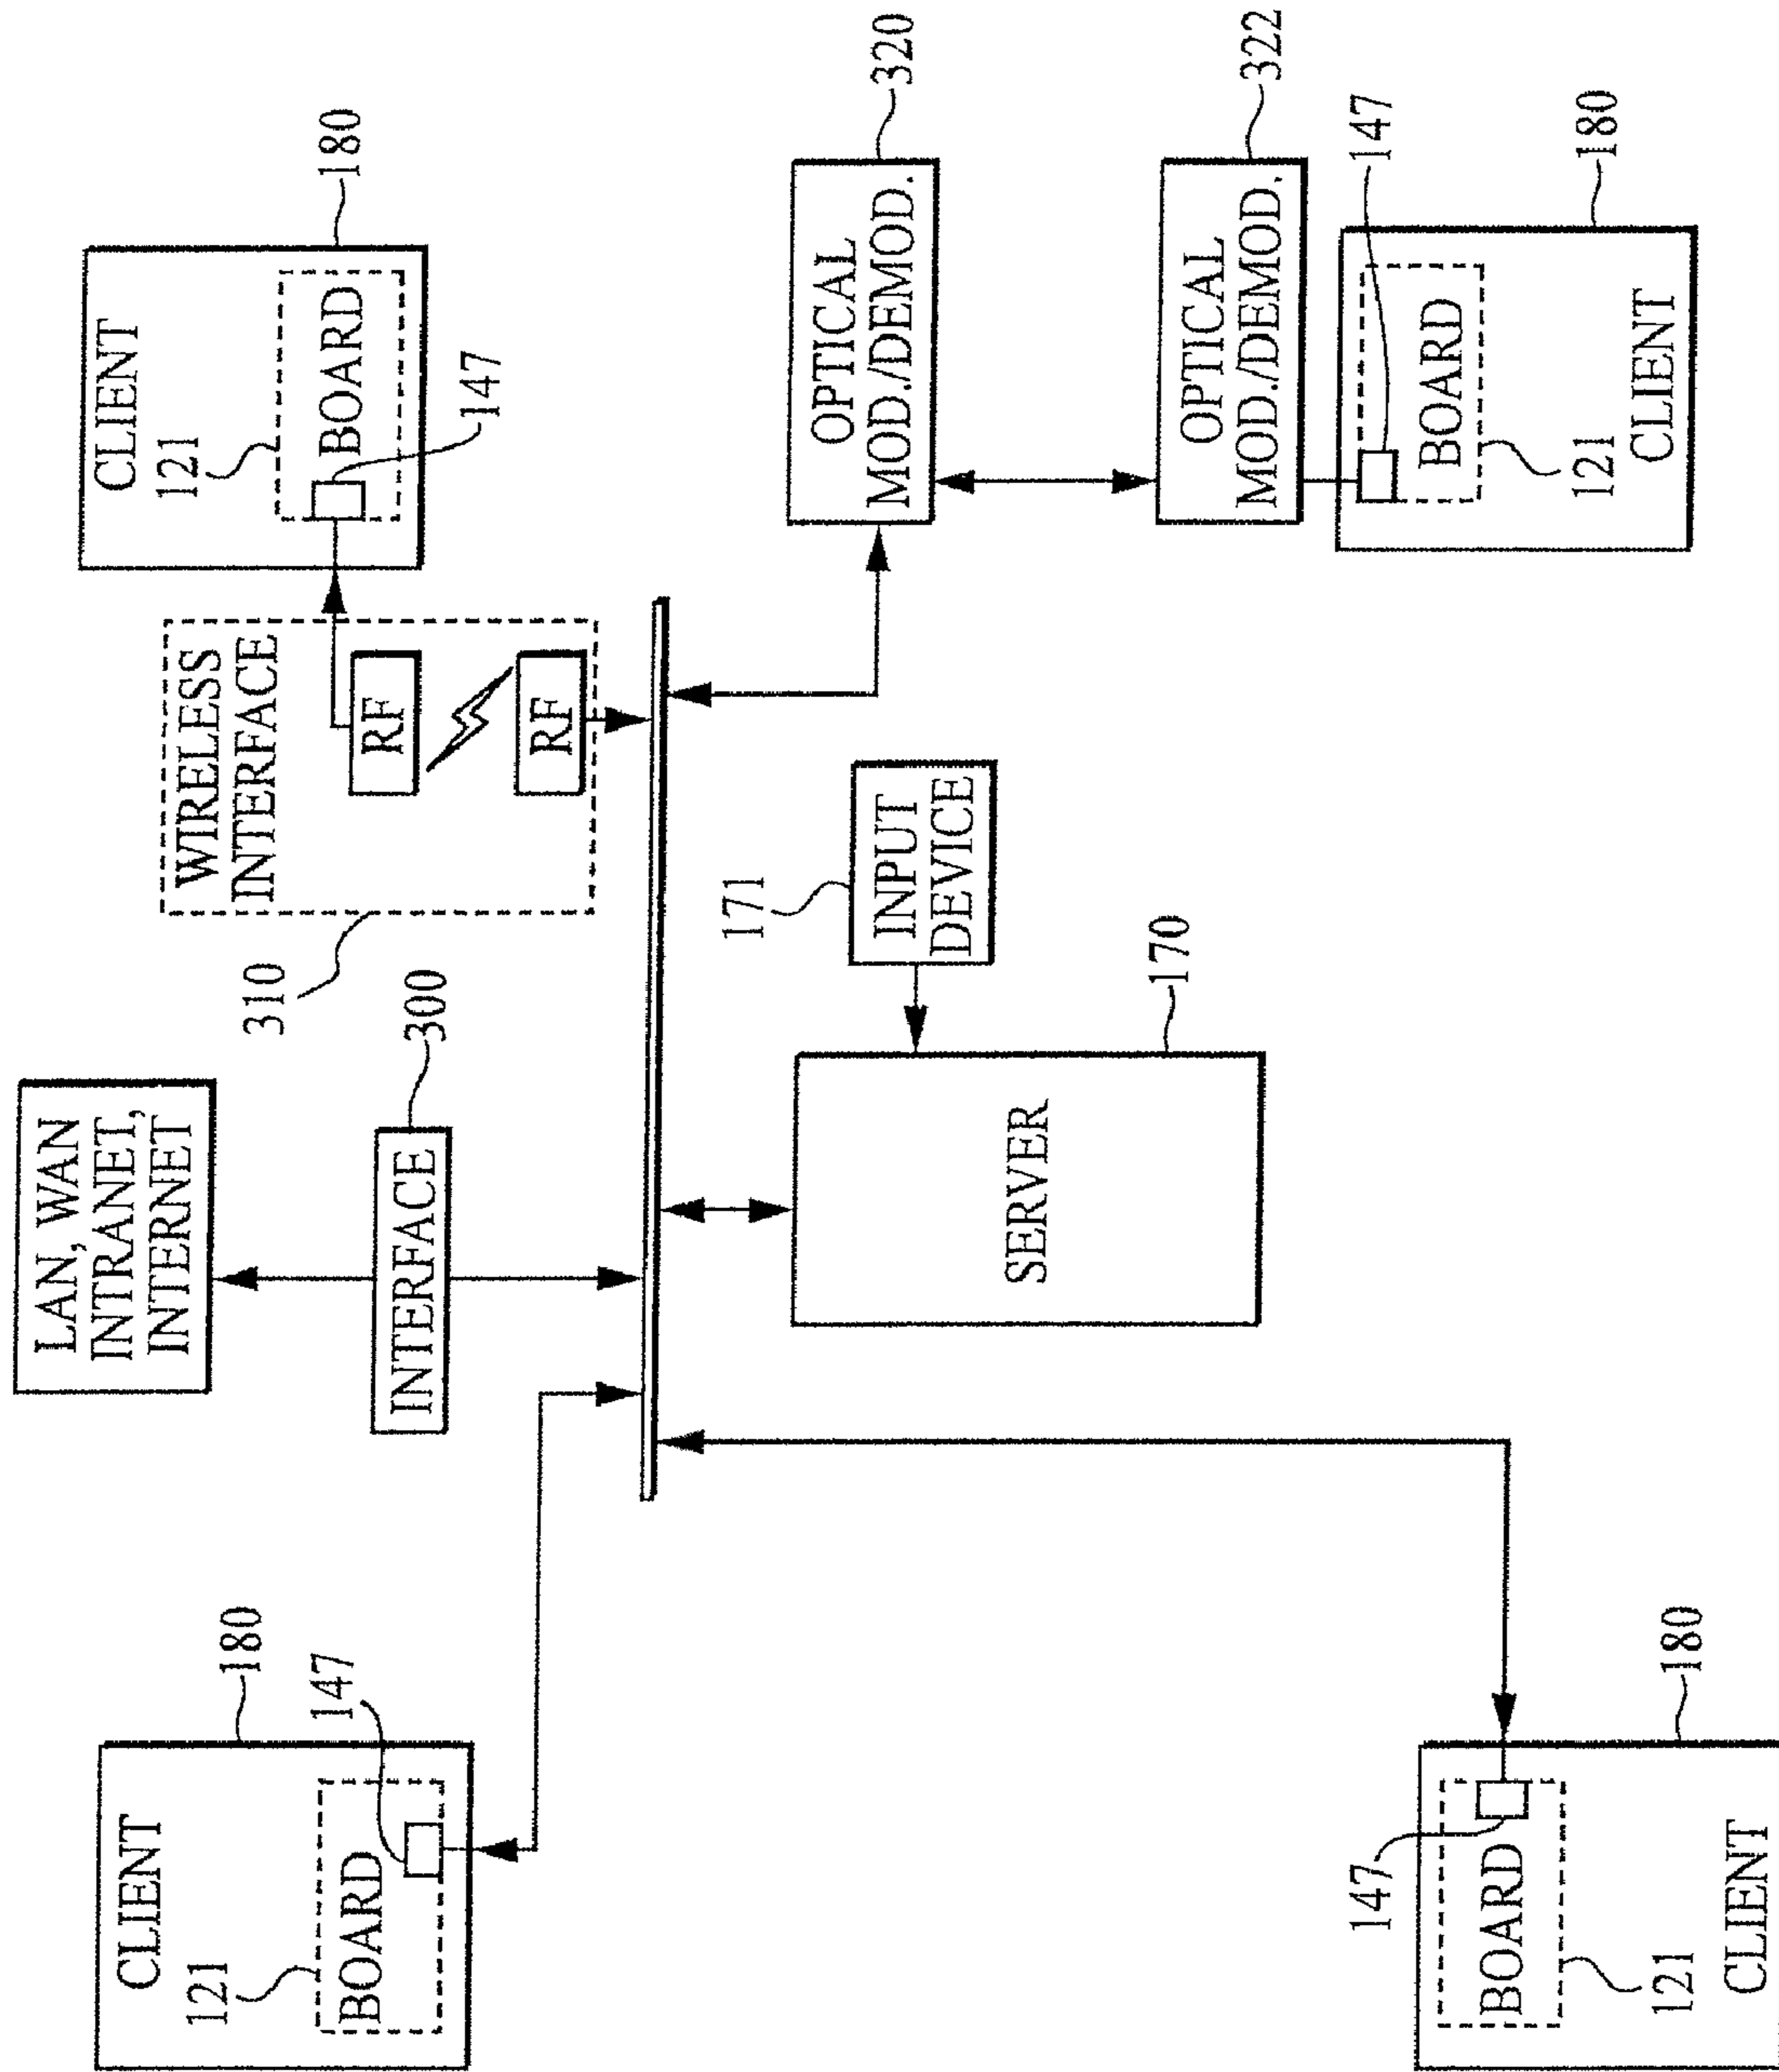 CLIENT
121
BOARD
147
180
LAN, WAN
INTRANET,
INTERNET
INTERFACE
300
310
WIRELESS
INTERFACE
RF
RF
CLIENT
121
BOARD
147
180
171
INPUT
DEVICE
SERVER
170
OPTICAL
MOD./DEMOD.
320
OPTICAL
MOD./DEMOD.
322
147
BOARD
121
CLIENT
180
147
BOARD
121
CLIENT
180